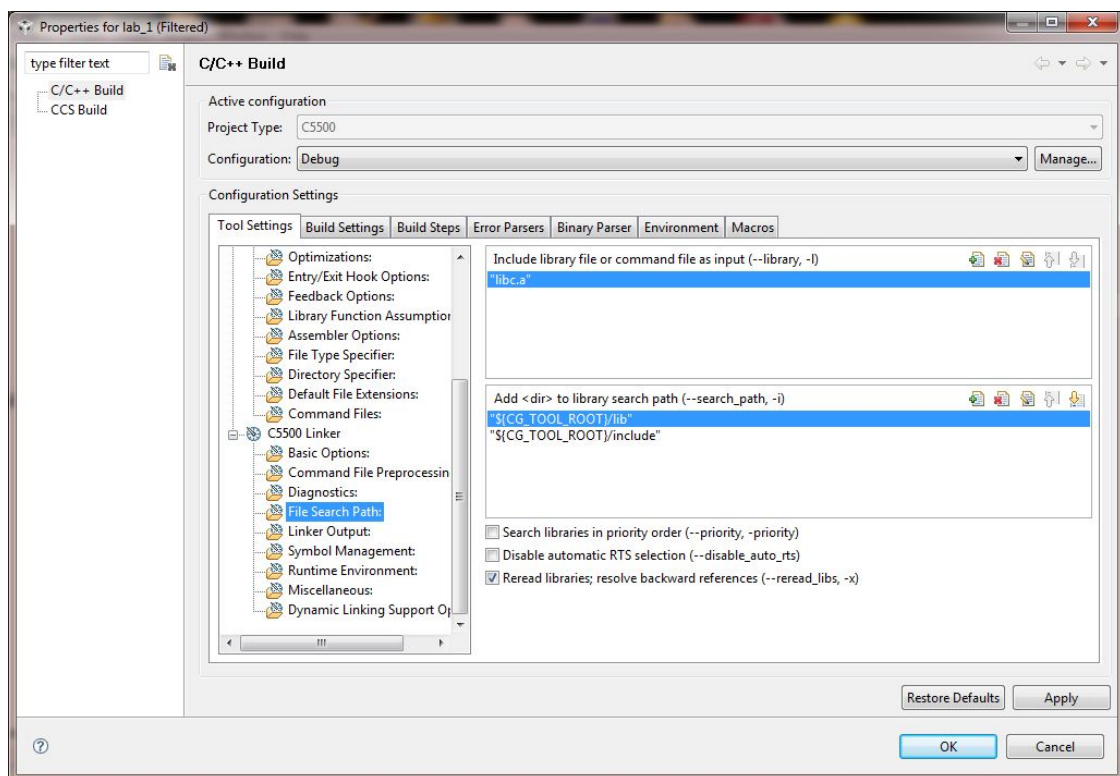 Properties for lab_1 (Filtered)
type filter text
C/C++ Build
CCS Build
C/C++ Build
Active configuration
Project Type: C5500
Configuration: Debug
Manage...
Configuration Settings
Tool Settings Build Settings Build Steps Error Parsers Binary Parser Environment Macros
Optimizations:
Entry/Exit Hook Options:
Feedback Options:
Library Function Assumption
Assembler Options:
File Type Specifier:
Directory Specifier:
Default File Extensions:
Command Files:
C5500 Linker
Basic Options:
Command File Preprocessin
Diagnostics:
File Search Path:
Linker Output:
Symbol Management:
Runtime Environment:
Miscellaneous:
Dynamic Linking Support Op
Include library file or command file as input (--library, -l)
"libc.a"
Add <dir> to library search path (--search_path, -i)
"${CG_TOOL_ROOT}/lib"
"${CG_TOOL_ROOT}/include"
Search libraries in priority order (--priority, -priority)
Disable automatic RTS selection (--disable_auto_rts)
Reread libraries; resolve backward references (--reread_libs, -x)
Restore Defaults Apply
OK Cancel